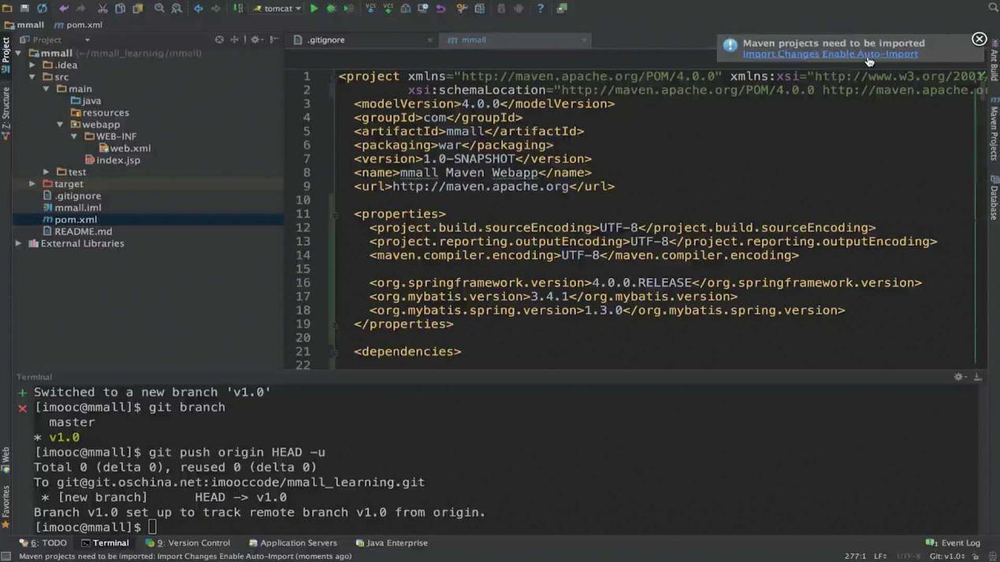 tomcat
mmall
pom.xml
Project
.gitignore
mmall
Maven projects need to be imported
Import Changes Enable Auto-Import
mmall (~/mmall_learning/mmall)
.idea
src
main
java
resources
webapp
WEB-INF
web.xml
index.jsp
test
target
.gitignore
mmall.iml
pom.xml
README.md
External Libraries
Project
Z: Structure
Web
Favorites
1 <project xmlns="http://maven.apache.org/POM/4.0.0" xmlns:xsi="http://www.w3.org/2001/
2 xsi:schemaLocation="http://maven.apache.org/POM/4.0.0 http://maven.apache.or
3 <modelVersion>4.0.0</modelVersion>
4 <groupId>com</groupId>
5 <artifactId>mmall</artifactId>
6 <packaging>war</packaging>
7 <version>1.0-SNAPSHOT</version>
8 <name>mmall Maven Webapp</name>
9 <url>http://maven.apache.org</url>
10
11 <properties>
12 <project.build.sourceEncoding>UTF-8</project.build.sourceEncoding>
13 <project.reporting.outputEncoding>UTF-8</project.reporting.outputEncoding>
14 <maven.compiler.encoding>UTF-8</maven.compiler.encoding>
15
16 <org.springframework.version>4.0.0.RELEASE</org.springframework.version>
17 <org.mybatis.version>3.4.1</org.mybatis.version>
18 <org.mybatis.spring.version>1.3.0</org.mybatis.spring.version>
19 </properties>
20
21 <dependencies>
22
Ant Build
Maven Projects
Database
Terminal
Switched to a new branch 'v1.0'
[imooc@mmall]$ git branch
master
* v1.0
[imooc@mmall]$ git push origin HEAD -u
Total 0 (delta 0), reused 0 (delta 0)
To git@git.oschina.net:imooccode/mmall_learning.git
* [new branch] HEAD -> v1.0
Branch v1.0 set up to track remote branch v1.0 from origin.
[imooc@mmall]$
6: TODO Terminal 9: Version Control Application Servers Java Enterprise 1 Event Log
Maven projects need to be imported: Import Changes Enable Auto-Import (moments ago) 277:1 LF UTF-8 Git: v1.0